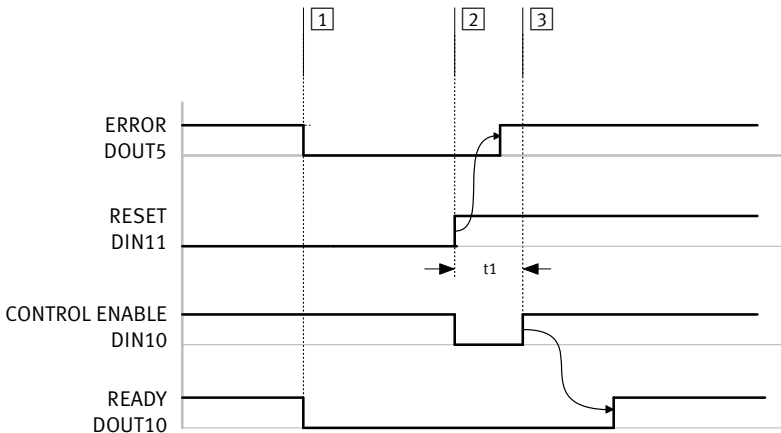 1
2
3
ERROR
DOUT5
RESET
DIN11
t1
CONTROL ENABLE
DIN10
READY
DOUT10